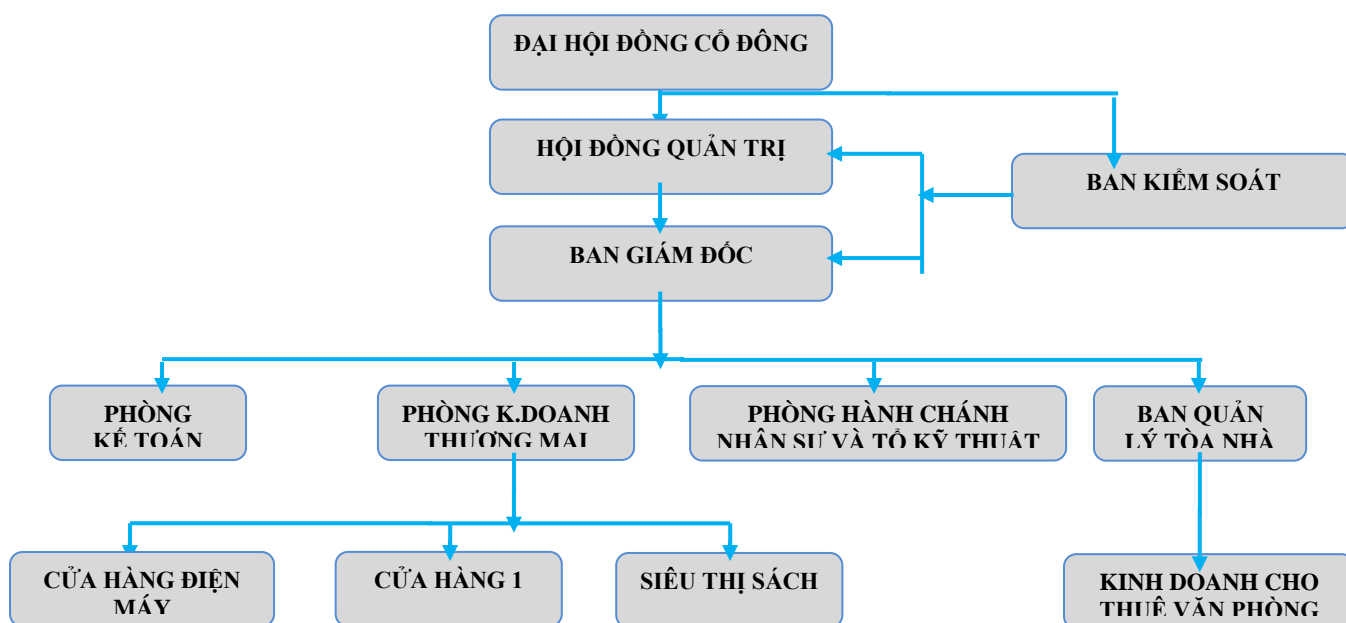 ĐẠI HỘI ĐỒNG CỔ ĐÔNG
HỘI ĐỒNG QUẢN TRỊ
BAN KIỂM SOÁT
BAN GIÁM ĐỐC
PHÒNG
KẾ TOÁN
PHÒNG K.DOANH
THƯƠNG MẠI
PHÒNG HÀNH CHÁNH
NHÂN SỰ VÀ TỔ KỸ THUẬT
BAN QUẢN
LÝ TÒA NHÀ
CỬA HÀNG ĐIỆN
MÁY
CỬA HÀNG 1
SIÊU THỊ SÁCH
KINH DOANH CHO
THUÊ VĂN PHÒNG